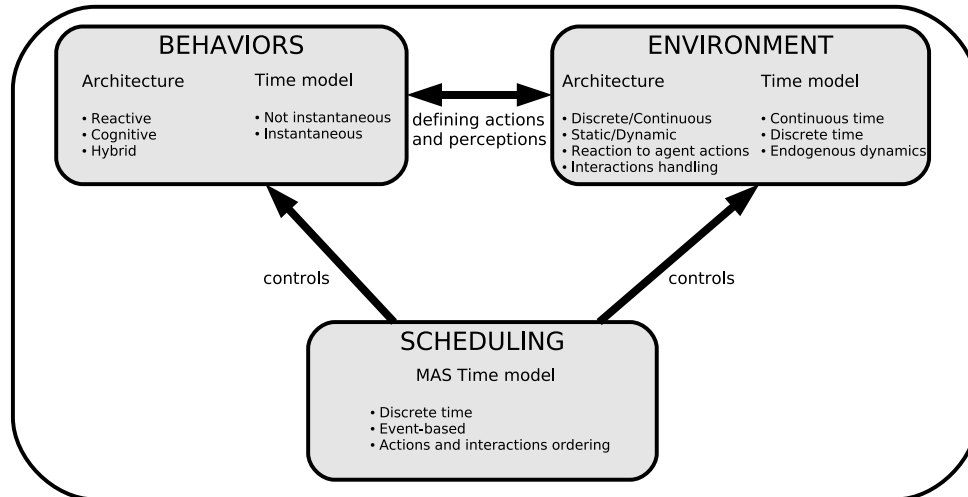 BEHAVIORS
Architecture
Time model
• Reactive
• Cognitive
• Hybrid
• Not instantaneous
• Instantaneous
defining actions
and perceptions
ENVIRONMENT
Architecture
Time model
• Discrete/Continuous
• Static/Dynamic
• Reaction to agent actions
• Interactions handling
• Continuous time
• Discrete time
• Endogenous dynamics
controls
controls
SCHEDULING
MAS Time model
• Discrete time
• Event-based
• Actions and interactions ordering